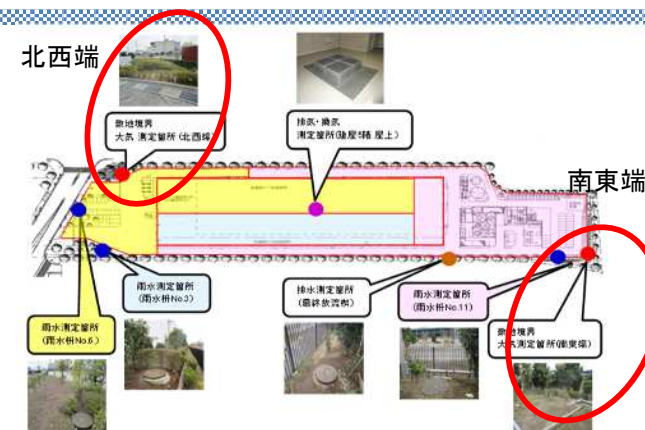 北西端
敷地境界
大気 測定箇所(北西端)
排気・換気
測定箇所(建屋5階 屋上)
南東端
雨水測定箇所
(雨水枡No.3)
排水測定箇所
(最終放流枡)
雨水測定箇所
(雨水枡No.11)
雨水測定箇所
(雨水枡No.6)
敷地境界
大気測定箇所(南東端)